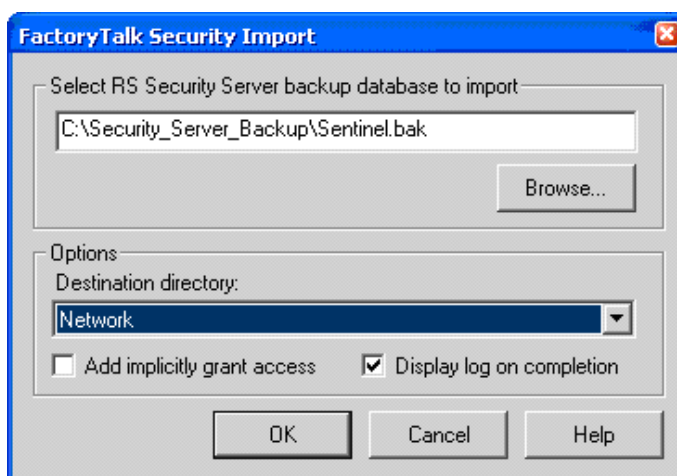 FactoryTalk Security Import
Select RS Security Server backup database to import
C:\Security_Server_Backup\Sentinel.bak
Browse...
Options
Destination directory:
Network
Add implicitly grant access
Display log on completion
OK
Cancel
Help